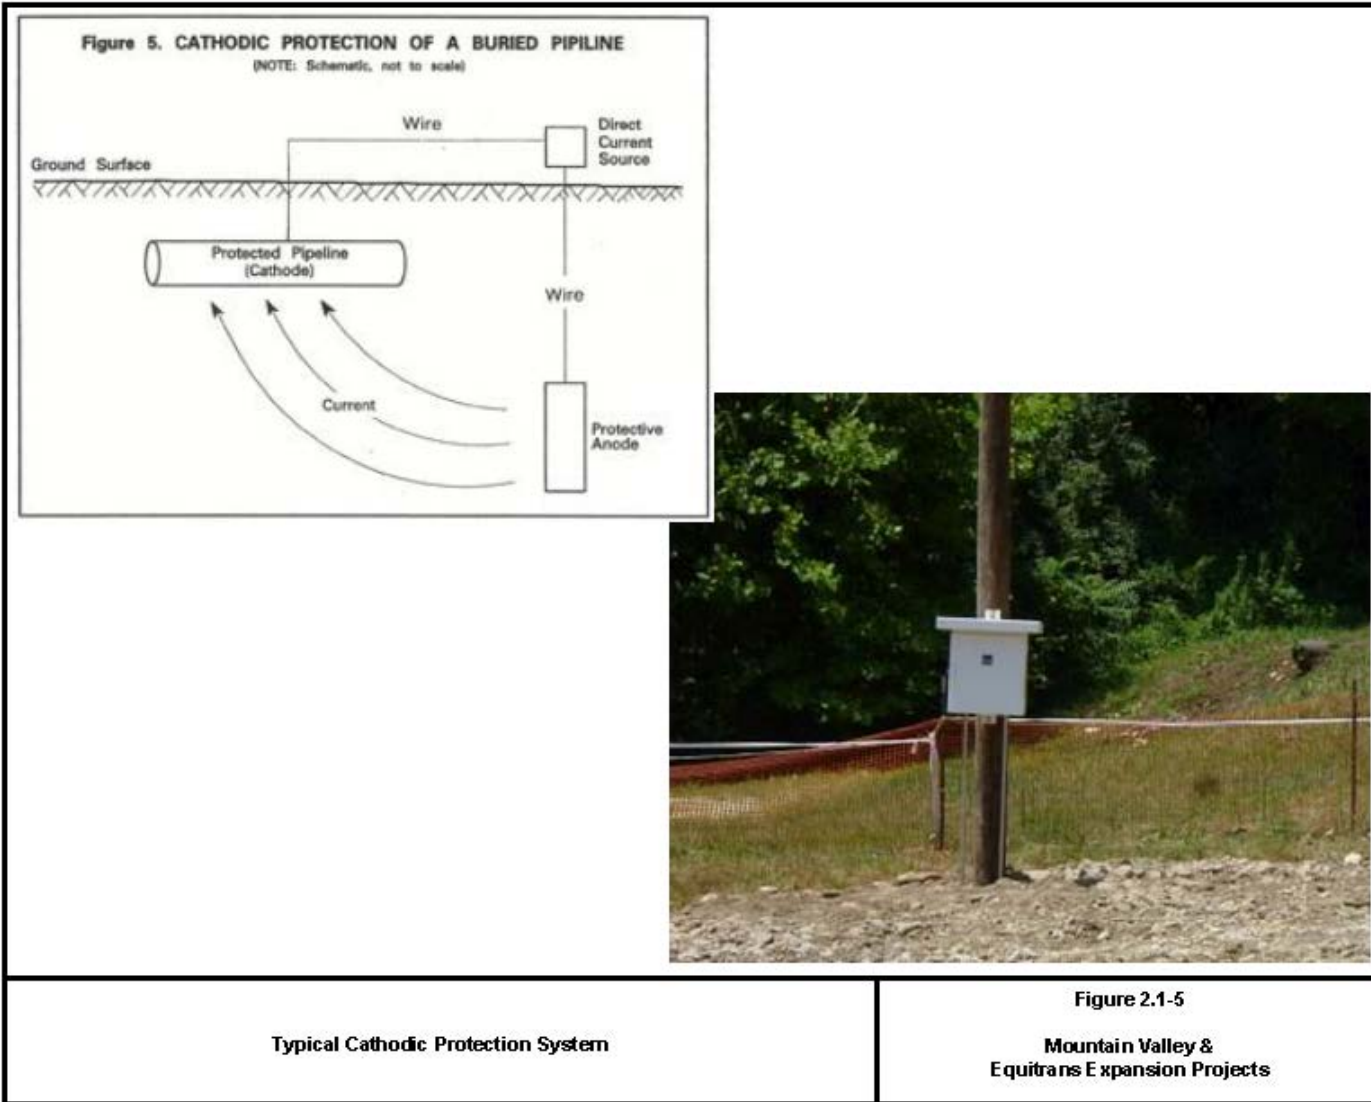 Figure 5. CATHODIC PROTECTION OF A BURIED PIPILINE
(NOTE: Schematic, not to scale)
Wire
Direct
Current
Source
Ground Surface
Protected Pipeline
(Cathode)
Wire
Current
Protective
Anode
Typical Cathodic Protection System
Figure 2.1-5
Mountain Valley &
Equitrans Expansion Projects